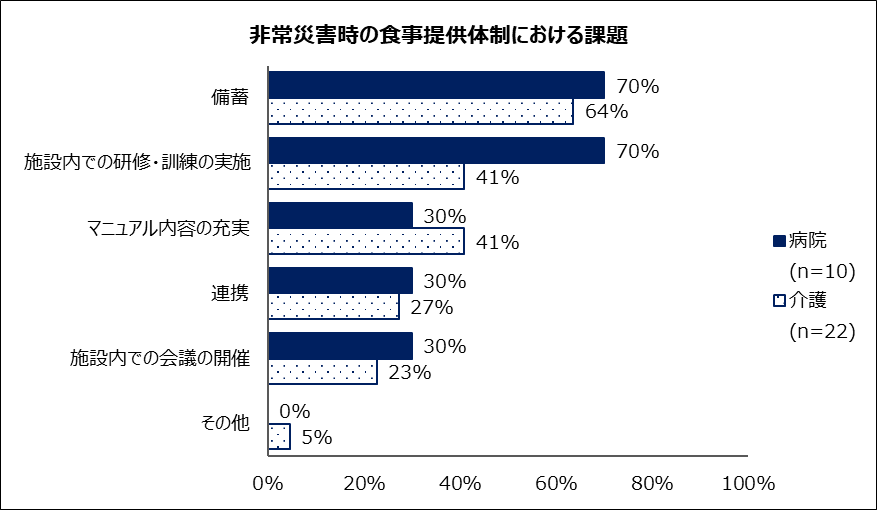 非常災害時の食事提供体制における課題
備蓄
70%
64%
施設内での研修・訓練の実施
70%
41%
マニュアル内容の充実
30%
41%
連携
30%
27%
施設内での会議の開催
30%
23%
その他
0%
5%
病院
(n=10)
介護
(n=22)
0% 20% 40% 60% 80% 100%